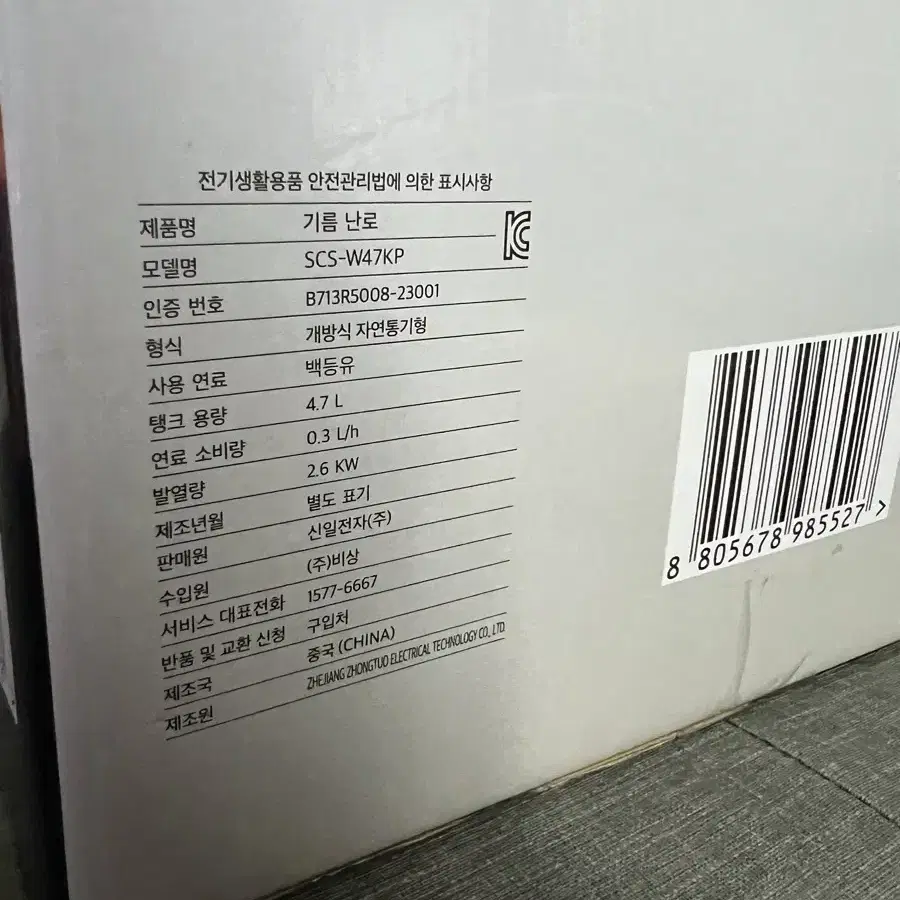 전기생활용품 안전관리법에 의한 표시사항
제품명 기름 난로
모델명 SCS-W47KP
인증 번호 B713R5008-23001
형식 개방식 자연통기형
사용 연료 백등유
탱크 용량 4.7 L
연료 소비량 0.3 L/h
발열량 2.6 KW
제조년월 별도 표기
판매원 신일전자(주)
수입원 (주)비상
서비스 대표전화 1577-6667
반품 및 교환 신청 구입처
제조국 중국 (CHINA)
제조원 ZHEJIANG ZHONGTUO ELECTRICAL TECHNOLOGY CO., LTD.
8 805678 985527 >